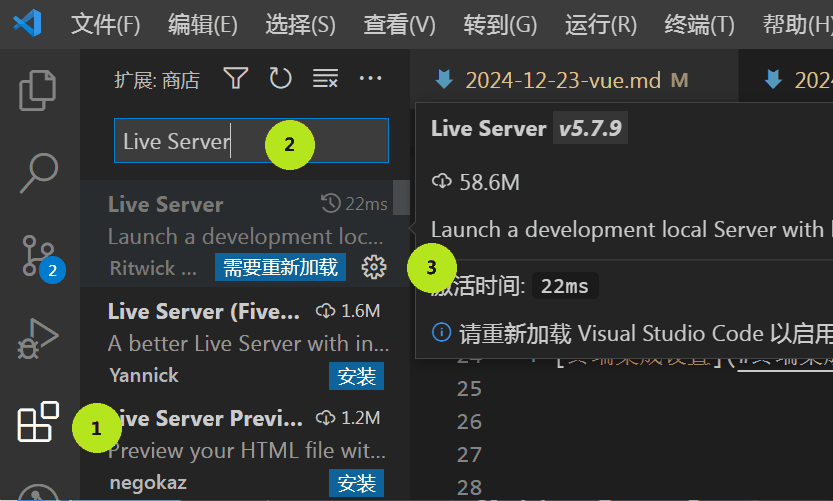 文件(F) 编辑(E) 选择(S) 查看(V) 转到(G) 运行(R) 终端(T) 帮助(H)
扩展: 商店
2024-12-23-vue.md M
202
Live Server
2
Live Server v5.7.9
58.6M
Launch a development local Server with
激活时间: 22ms
请重新加载 Visual Studio Code 以启用
Live Server 22ms
Launch a development loc...
Ritwick ... 需要重新加载
3
2
Live Server (Five... 1.6M
A better Live Server with in...
Yannick 安装
1
Live Server Previ... 1.2M
Preview your HTML file wit...
negokaz 安装
24
25
26
27
28